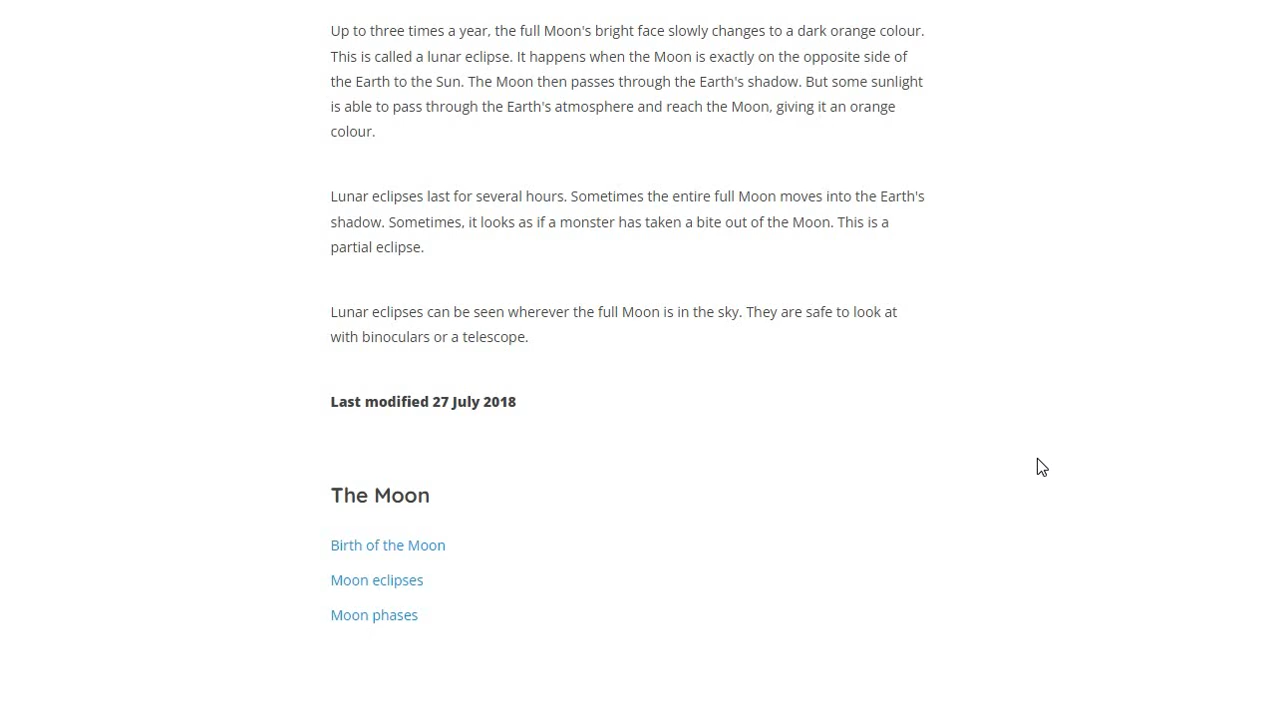 Up to three times a year, the full Moon's bright face slowly changes to a dark orange colour.
This is called a lunar eclipse. It happens when the Moon is exactly on the opposite side of
the Earth to the Sun. The Moon then passes through the Earth's shadow. But some sunlight
is able to pass through the Earth's atmosphere and reach the Moon, giving it an orange
colour.
Lunar eclipses last for several hours. Sometimes the entire full Moon moves into the Earth's
shadow. Sometimes, it looks as if a monster has taken a bite out of the Moon. This is a
partial eclipse.
Lunar eclipses can be seen wherever the full Moon is in the sky. They are safe to look at
with binoculars or a telescope.
Last modified 27 July 2018
The Moon
Birth of the Moon
Moon eclipses
Moon phases